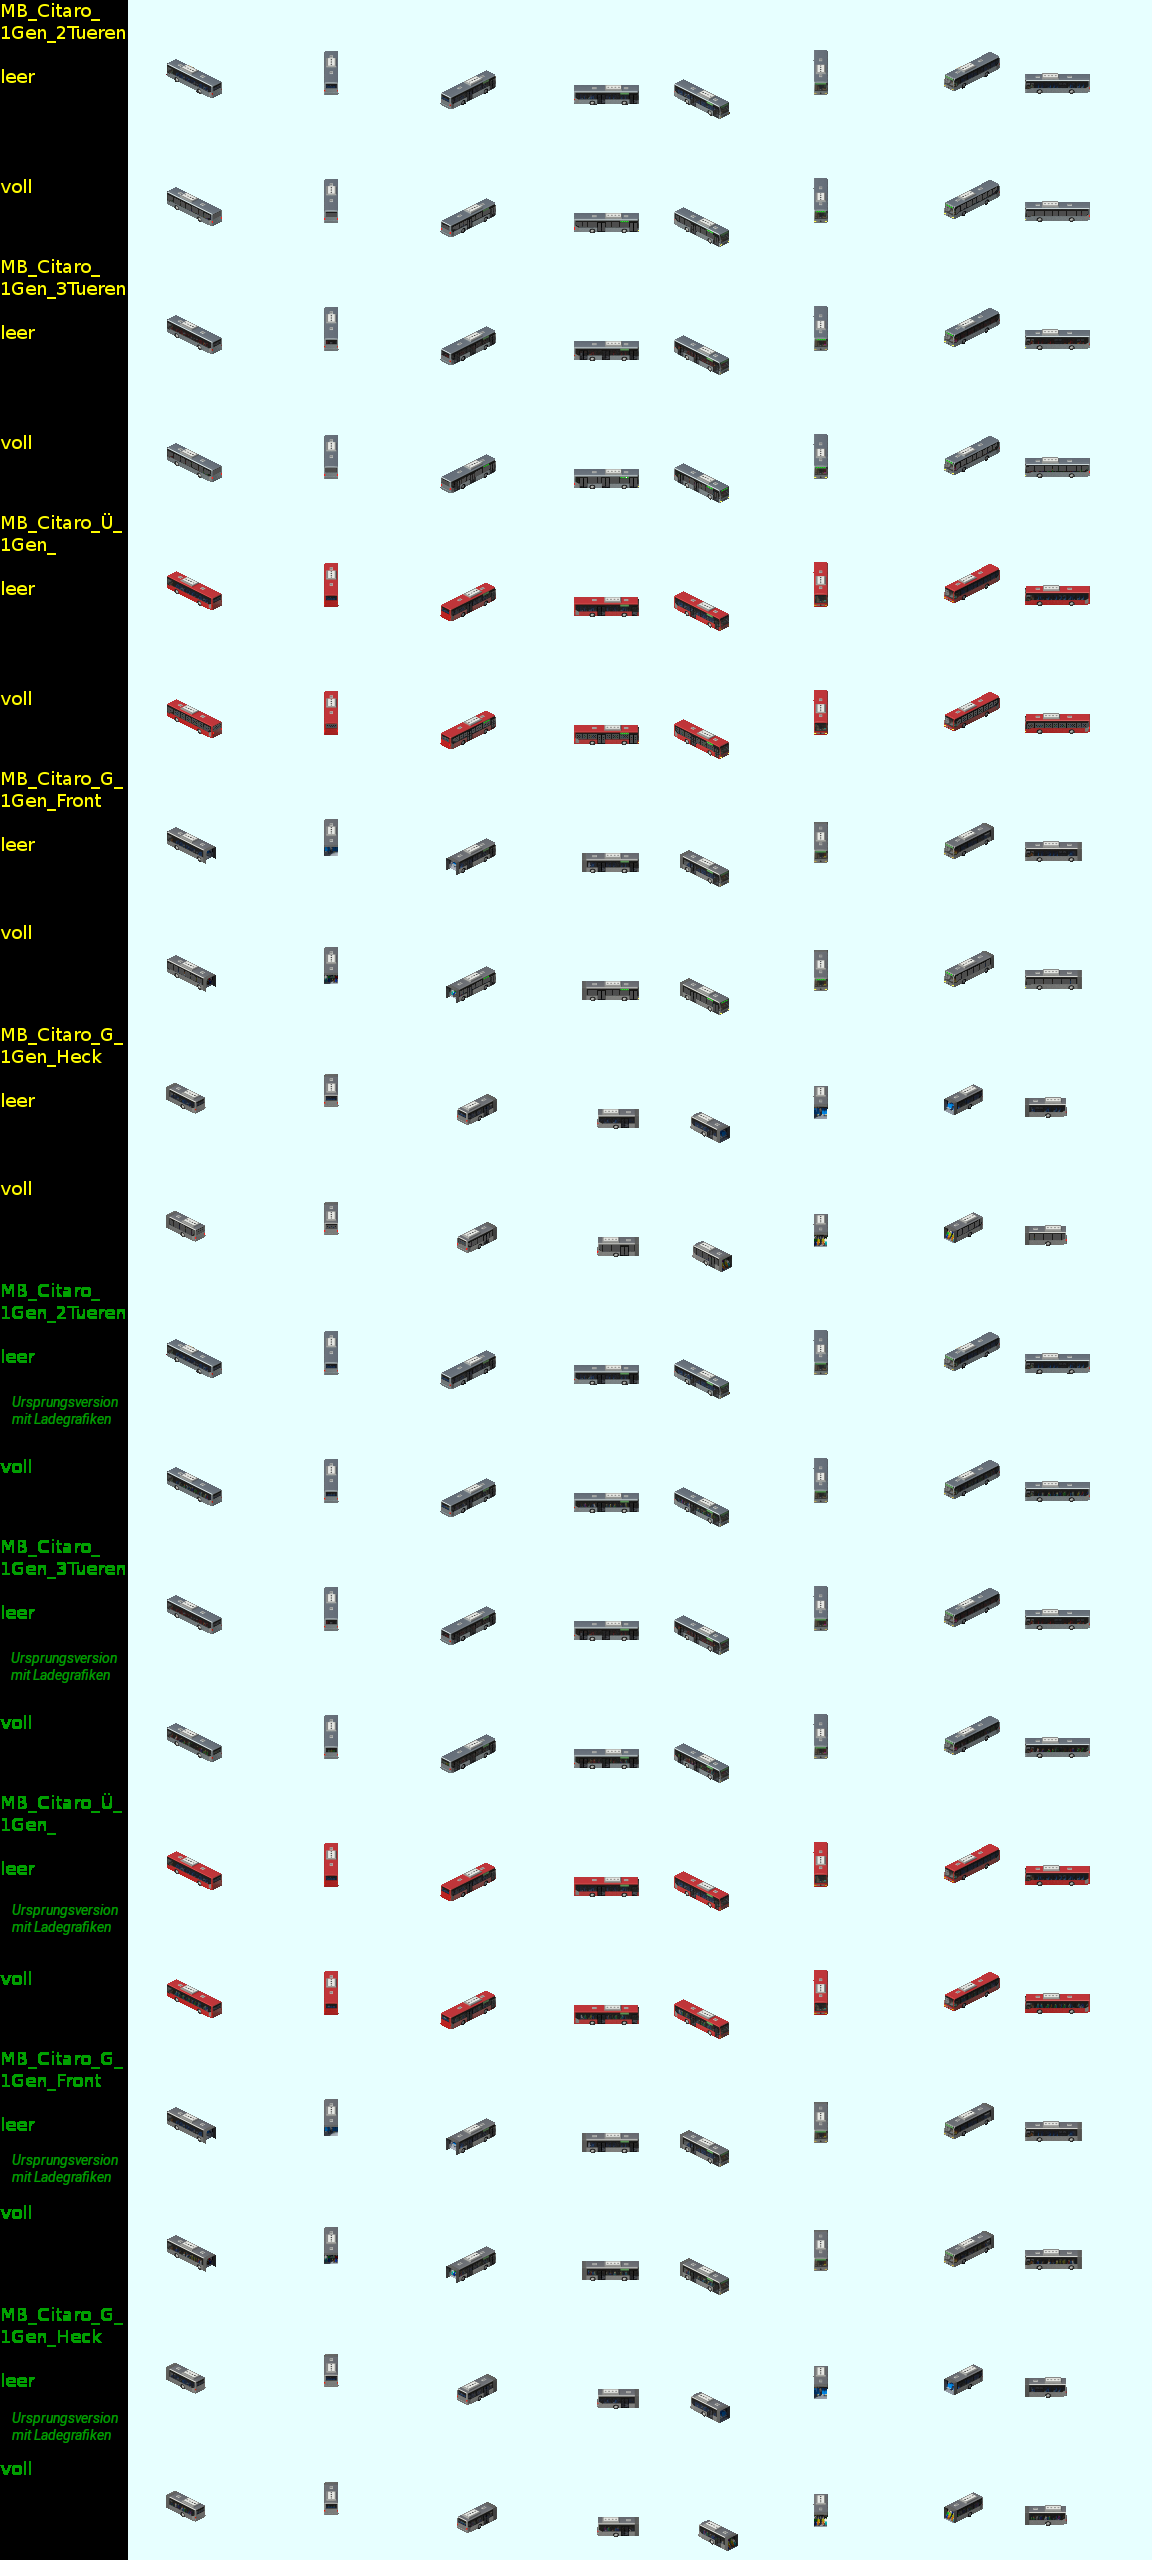 MB_Citaro_
1Gen_2Tueren
leer
voll
MB_Citaro_
1Gen_3Tueren
leer
voll
MB_Citaro_Ü_
1Gen_
leer
voll
MB_Citaro_G_
1Gen_Front
leer
voll
MB_Citaro_G_
1Gen_Heck
leer
voll
MB_Citaro_
1Gen_2Tueren
leer
Ursprungsversion
mit Ladegrafiken
voll
MB_Citaro_
1Gen_3Tueren
leer
Ursprungsversion
mit Ladegrafiken
voll
MB_Citaro_Ü_
1Gen_
leer
Ursprungsversion
mit Ladegrafiken
voll
MB_Citaro_G_
1Gen_Front
leer
Ursprungsversion
mit Ladegrafiken
voll
MB_Citaro_G_
1Gen_Heck
leer
Ursprungsversion
mit Ladegrafiken
voll